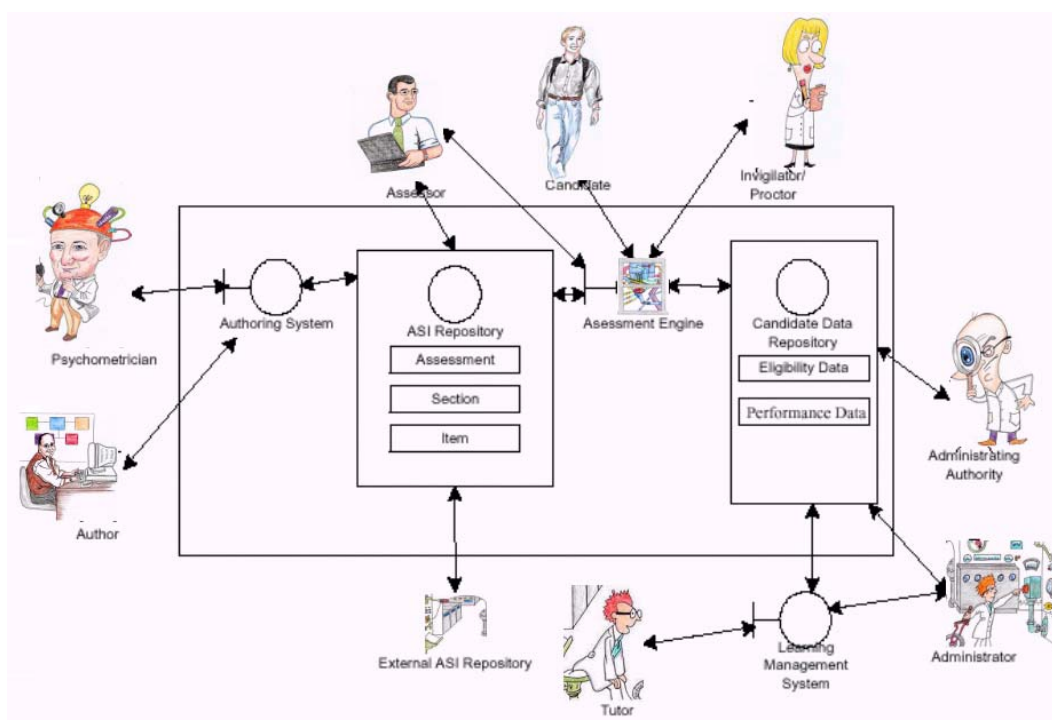 Assessor
Candidate
Invigilator/
Proctor
Psychometrician
Authoring System
ASI Repository
Assessment
Section
Item
Asessment Engine
Candidate Data
Repository
Eligibility Data
Performance Data
Administrating
Authority
Author
External ASI Repository
Tutor
Learning
Management
System
Administrator